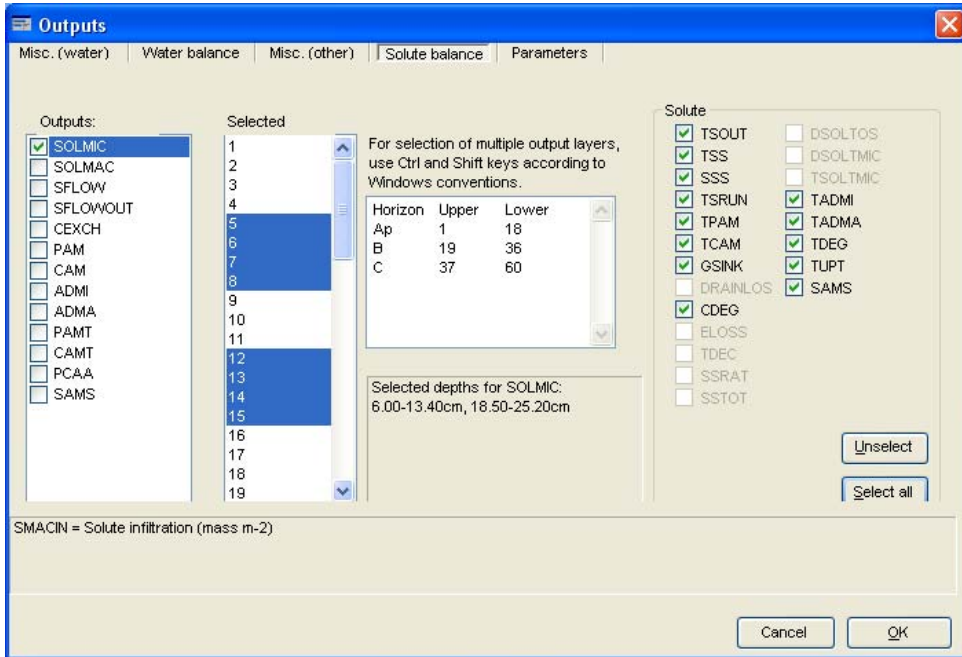 Outputs
Misc. (water) Water balance Misc. (other) Solute balance Parameters
Outputs:
SOLMIC
SOLMAC
SFLOW
SFLOWOUT
CEXCH
PAM
CAM
ADMI
ADMA
PAMT
CAMT
PCAA
SAMS
Selected
1
2
3
4
5
6
7
8
9
10
11
12
13
14
15
16
17
18
19
For selection of multiple output layers,
use Ctrl and Shift keys according to
Windows conventions.
Horizon Upper Lower
Ap 1 18
B 19 36
C 37 60
Selected depths for SOLMIC:
6.00-13.40cm, 18.50-25.20cm
Solute
TSOUT
TSS
SSS
TSRUN
TPAM
TCAM
GSINK
DRAINLOS
CDEG
ELOSS
TDEC
SSRAT
SSTOT
DSOLTOS
DSOLTMIC
TSOLTMIC
TADMI
TADMA
TDEG
TUPT
SAMS
Unselect
Select all
SMACIN = Solute infiltration (mass m-2)
Cancel OK